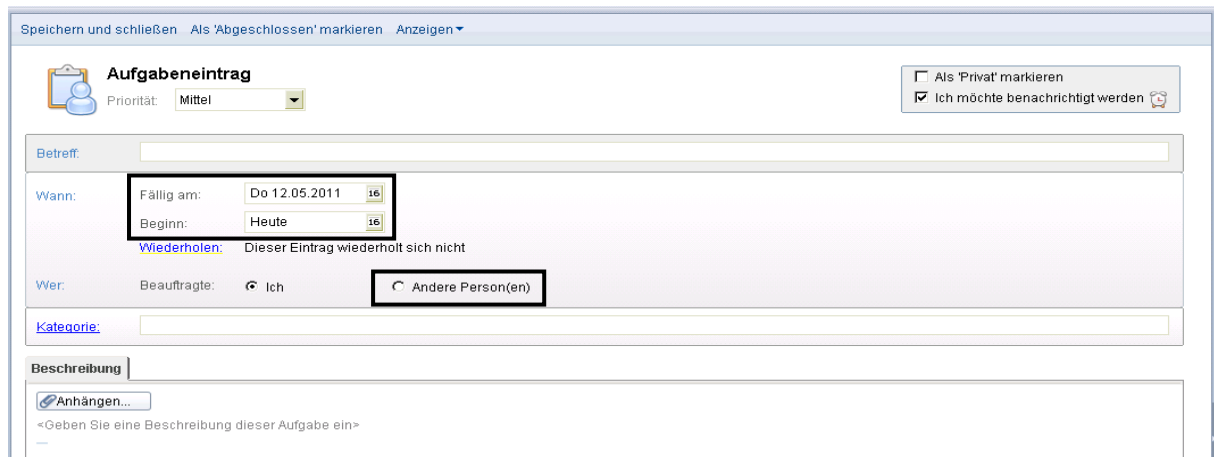 Speichern und schließen Als 'Abgeschlossen' markieren Anzeigen
Aufgabeneintrag
Priorität: Mittel
Als 'Privat' markieren
Ich möchte benachrichtigt werden
Betreff:
Wann: Fällig am: Do 12.05.2011 16
Beginn: Heute 16
Wiederholen: Dieser Eintrag wiederholt sich nicht
Wer: Beauftragte: Ich Andere Person(en)
Kategorie:
Beschreibung
Anhängen...
<Geben Sie eine Beschreibung dieser Aufgabe ein>